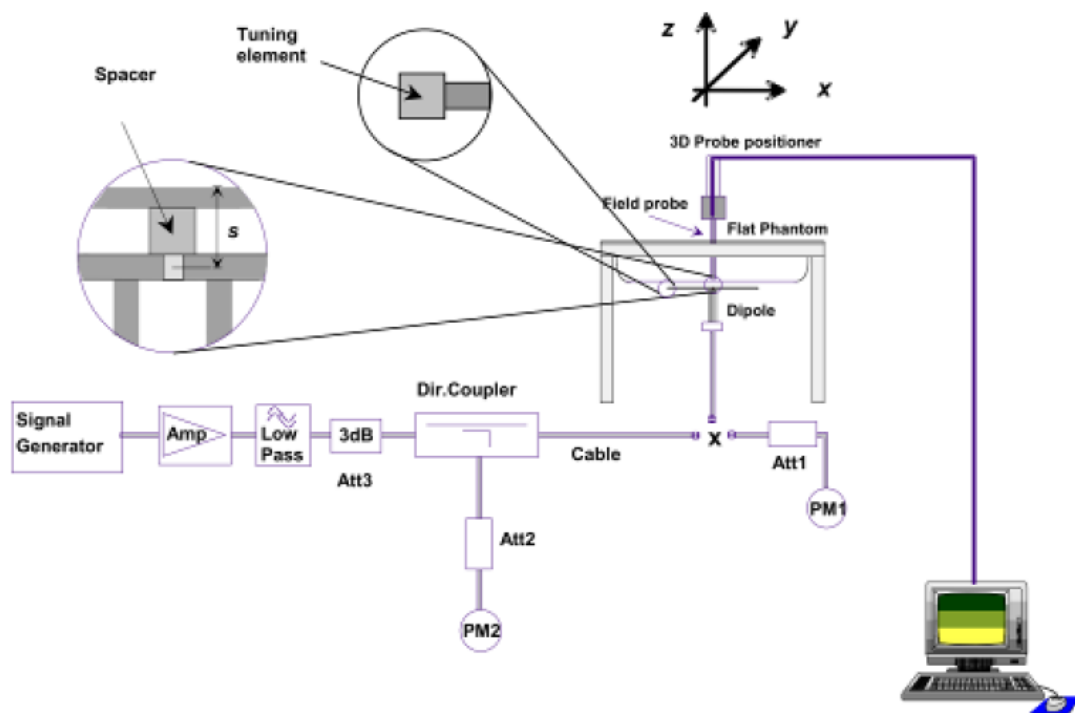 Tuning
element
Spacer
z
y
x
3D Probe positioner
Field probe
Flat Phantom
s
Dipole
Dir.Coupler
Signal
Generator
Amp
Low
Pass
3dB
Att3
Cable
X
Att1
PM1
Att2
PM2